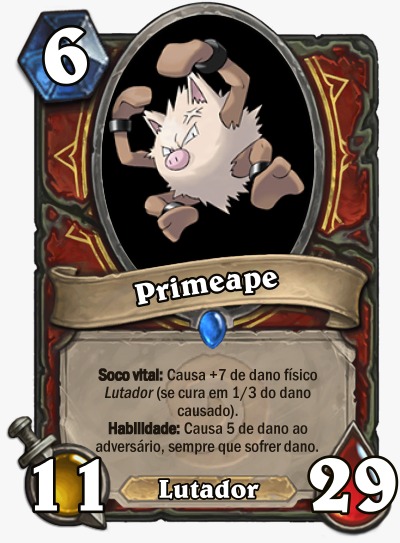 6
Primeape
Soco vital: Causa +7 de dano físico
Lutador (se cura em 1/3 do dano
causado).
Habilidade: Causa 5 de dano ao
adversário, sempre que sofrer dano.
11
Lutador
29